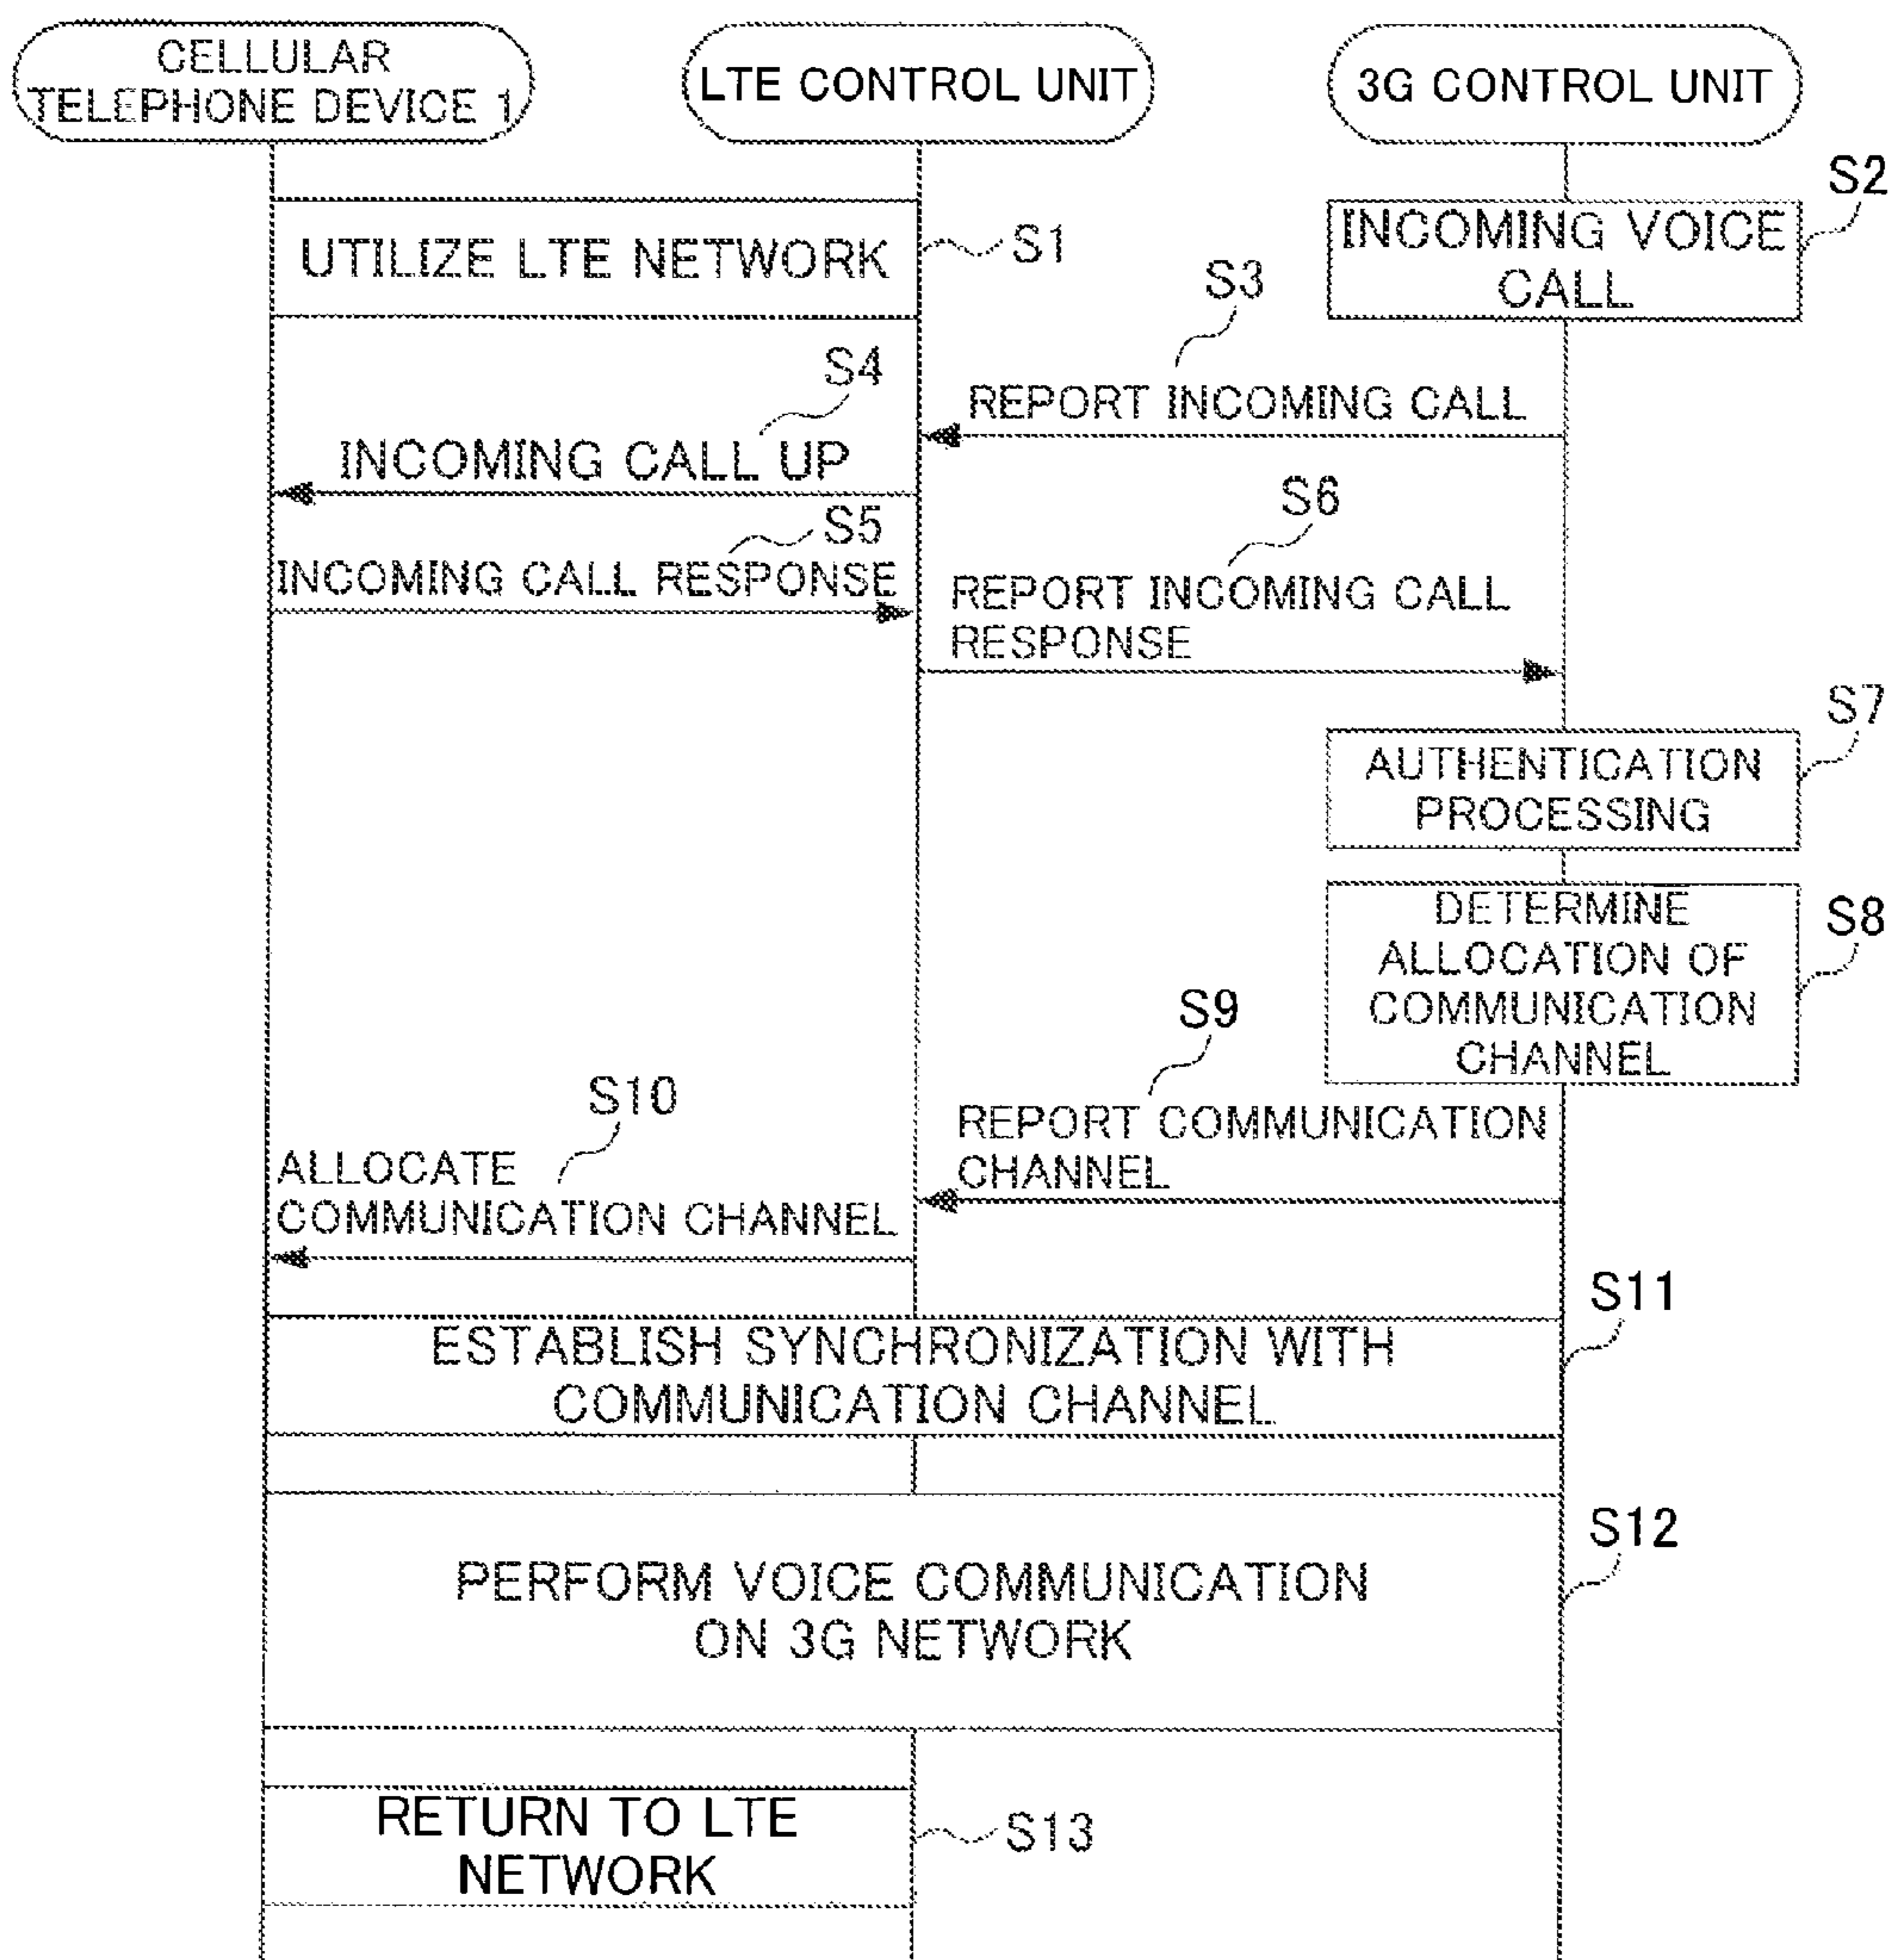 CELLULAR
TELEPHONE DEVICE 1
LTE CONTROL UNIT
3G CONTROL UNIT
S2
INCOMING VOICE
CALL
UTILIZE LTE NETWORK
S1
S3
REPORT INCOMING CALL
S4
INCOMING CALL UP
S5
INCOMING CALL RESPONSE
S6
REPORT INCOMING CALL
RESPONSE
S7
AUTHENTICATION
PROCESSING
S8
DETERMINE
ALLOCATION OF
COMMUNICATION
CHANNEL
S9
REPORT COMMUNICATION
CHANNEL
S10
ALLOCATE
COMMUNICATION CHANNEL
S11
ESTABLISH SYNCHRONIZATION WITH
COMMUNICATION CHANNEL
S12
PERFORM VOICE COMMUNICATION
ON 3G NETWORK
RETURN TO LTE
NETWORK
S13